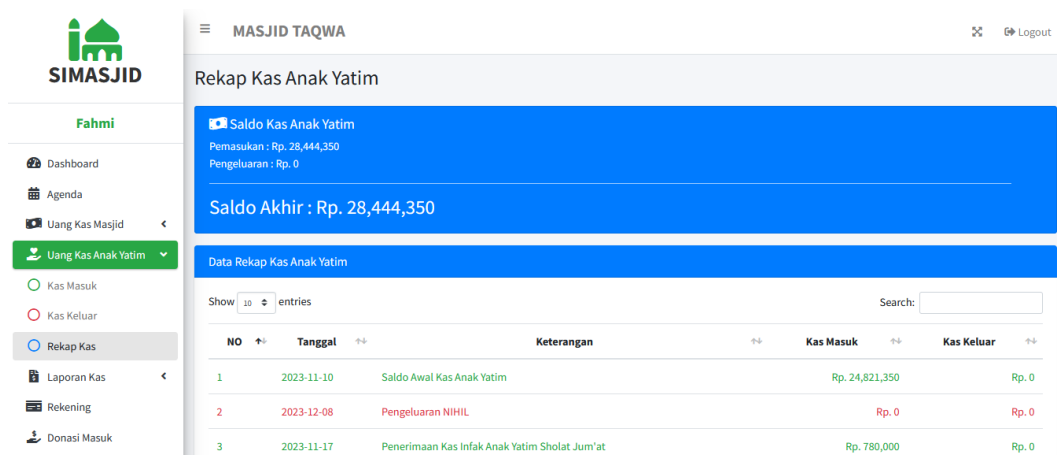 SIMASJID
Fahmi
Dashboard
Agenda
Uang Kas Masjid
Uang Kas Anak Yatim
Kas Masuk
Kas Keluar
Rekap Kas
Laporan Kas
Rekening
Donasi Masuk
MASJID TAQWA
Logout
Rekap Kas Anak Yatim
Saldo Kas Anak Yatim
Pemasukan : Rp. 28,444,350
Pengeluaran : Rp. 0
Saldo Akhir : Rp. 28,444,350
Data Rekap Kas Anak Yatim
Show 10 entries Search:
NO Tanggal Keterangan Kas Masuk Kas Keluar
1 2023-11-10 Saldo Awal Kas Anak Yatim Rp. 24,821,350 Rp. 0
2 2023-12-08 Pengeluaran NIHIL Rp. 0 Rp. 0
3 2023-11-17 Penerimaan Kas Infak Anak Yatim Sholat Jum'at Rp. 780,000 Rp. 0